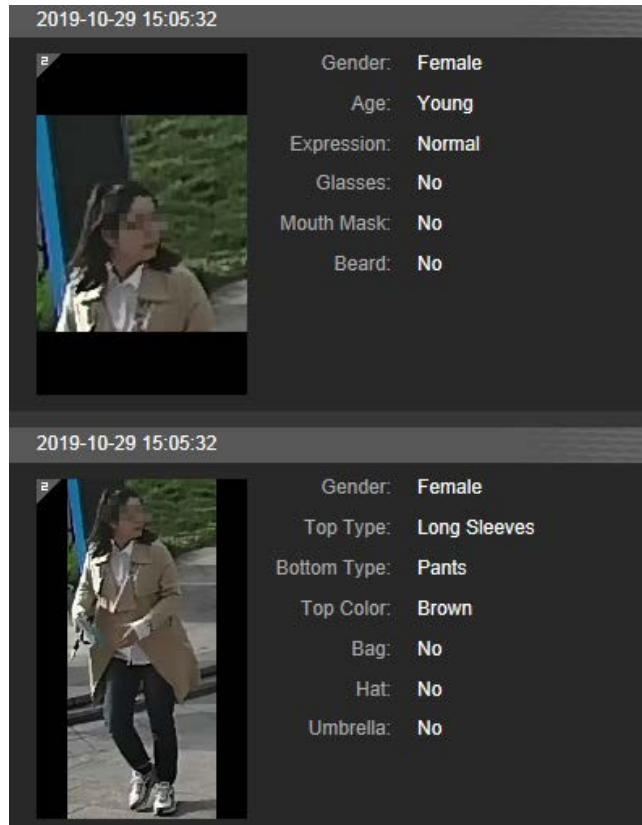 2019-10-29 15:05:32
2
Gender: Female
Age: Young
Expression: Normal
Glasses: No
Mouth Mask: No
Beard: No
2019-10-29 15:05:32
2
Gender: Female
Top Type: Long Sleeves
Bottom Type: Pants
Top Color: Brown
Bag: No
Hat: No
Umbrella: No